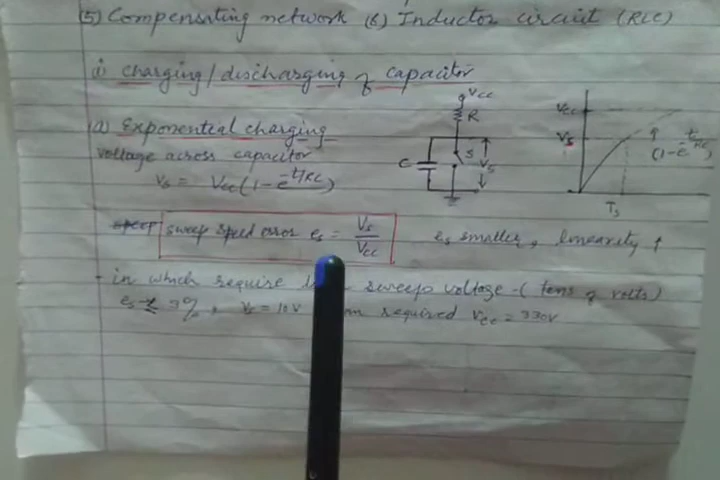 (5) Compensating network (6) Inductor circuit (RLC)
i) charging/discharging of capacitor
(a) Exponential charging
voltage across capacitor
Vs = Vcc(1-e^-t/RC)
Vcc
R
C
S
Vs
Vcc
Vs
(1-e^-t/RC)
Ts
sweep speed error es = Vs/Vcc
es smaller, linearity ↑
- in which require sweep voltage - (tens of volts)
Vs = 10V required Vcc = 330V